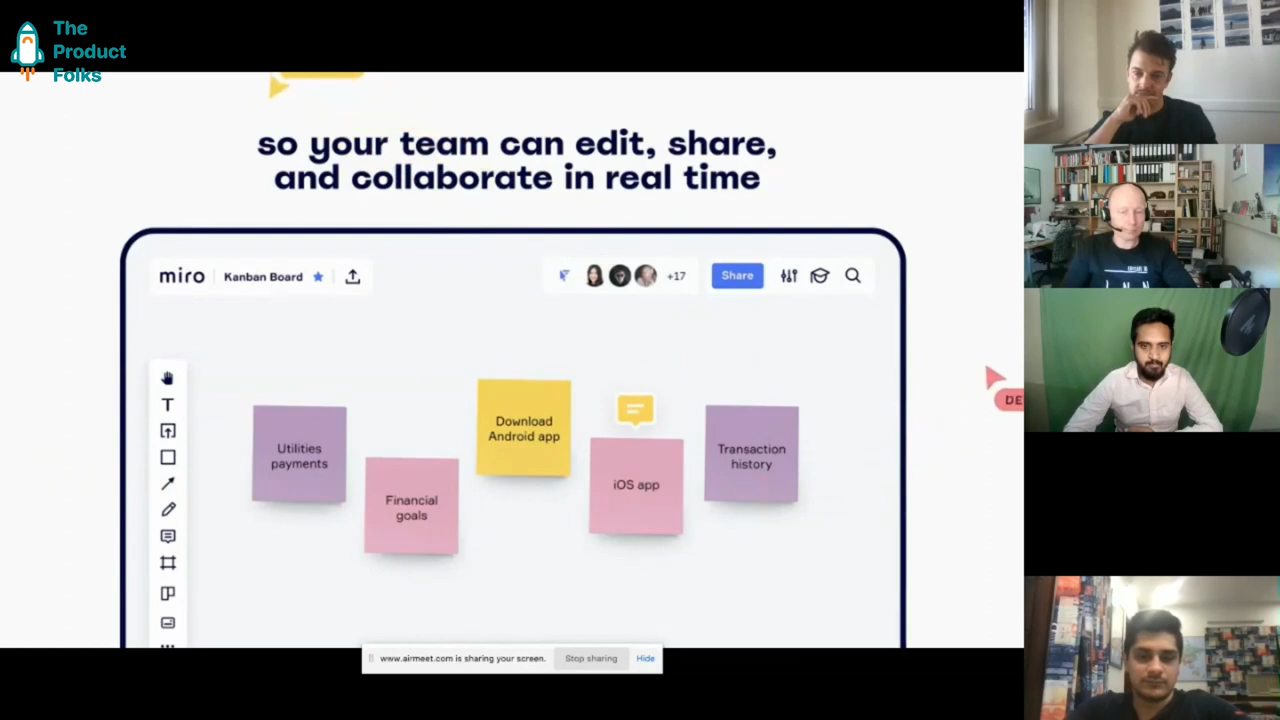 The
Product
Folks
so your team can edit, share,
and collaborate in real time
miro
Kanban Board
+17
Share
Utilities
payments
Financial
goals
Download
Android app
iOS app
Transaction
history
DE
www.airmeet.com is sharing your screen.
Stop sharing
Hide